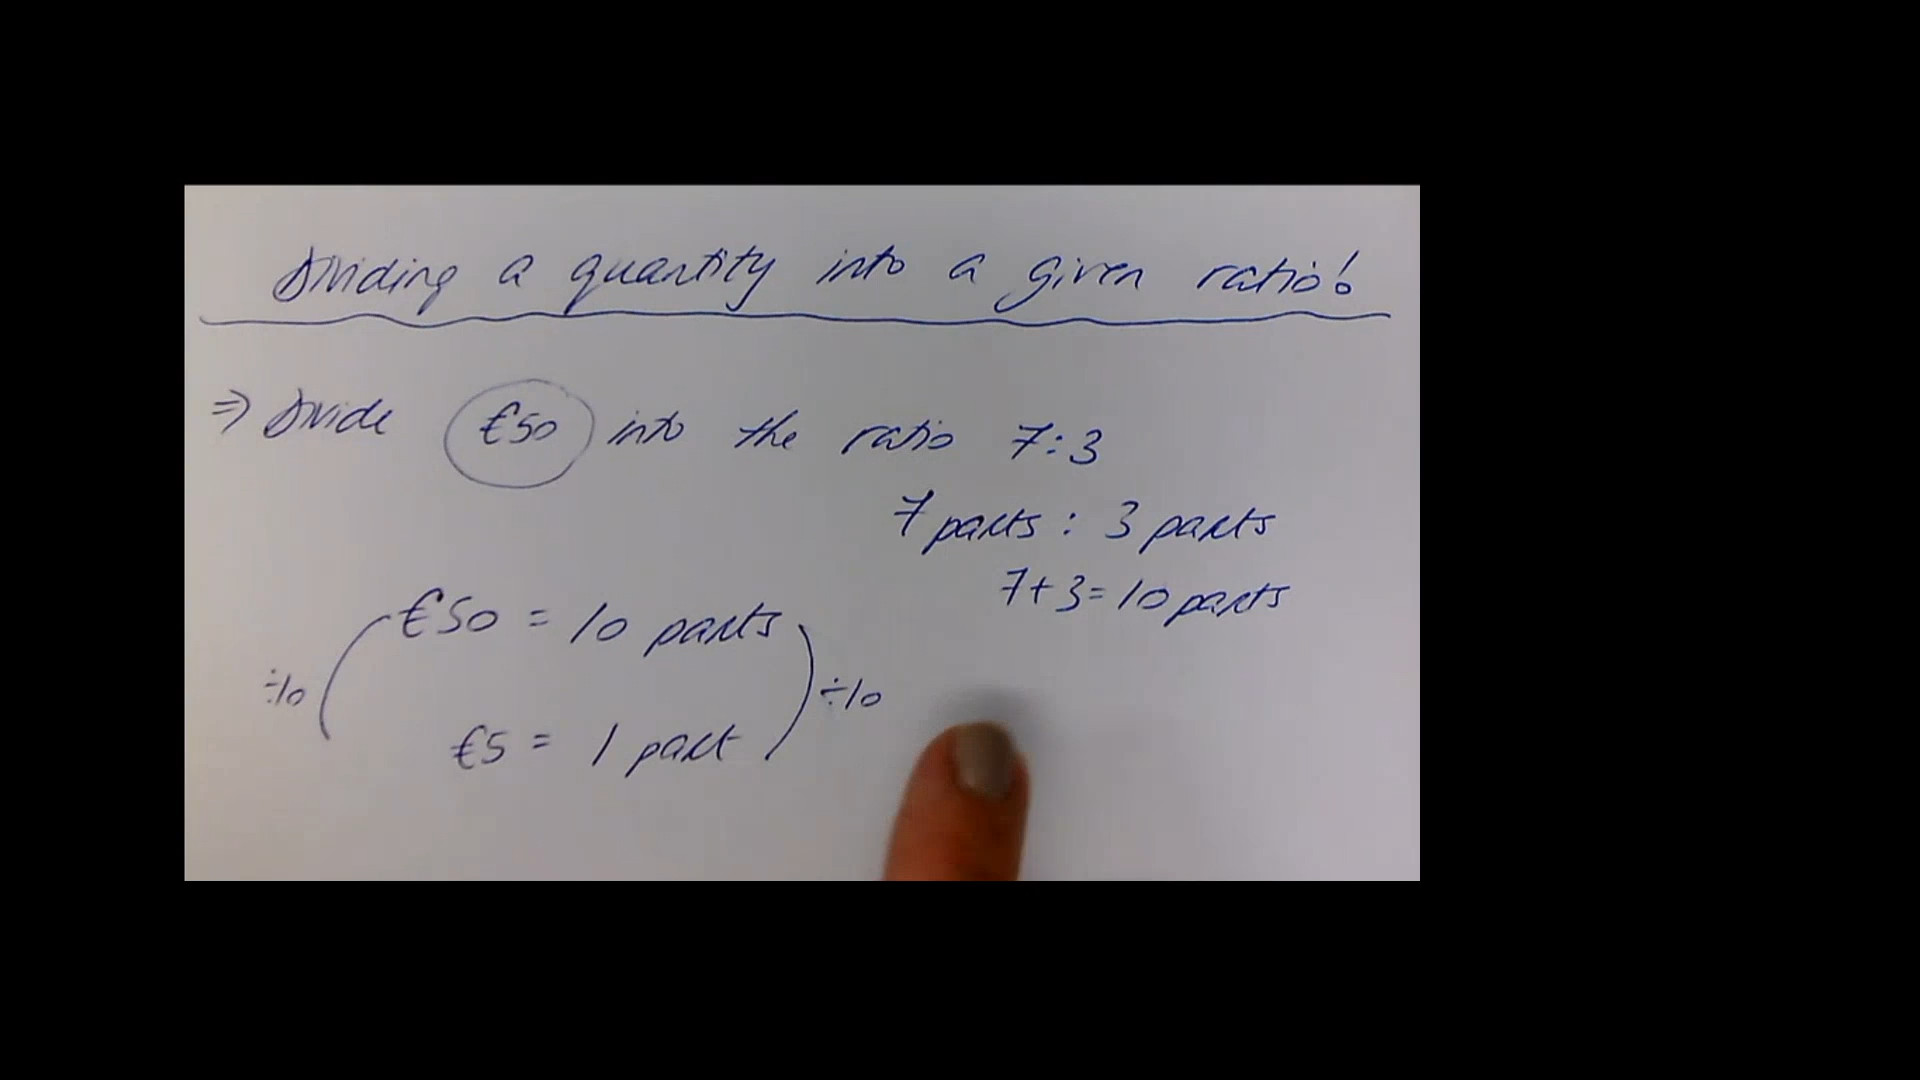 Dividing a quantity into a given ratio!
⇒ Divide €50 into the ratio 7:3
7 parts : 3 parts
7+3=10 parts
€50 = 10 parts
÷10 ÷10
€5 = 1 part